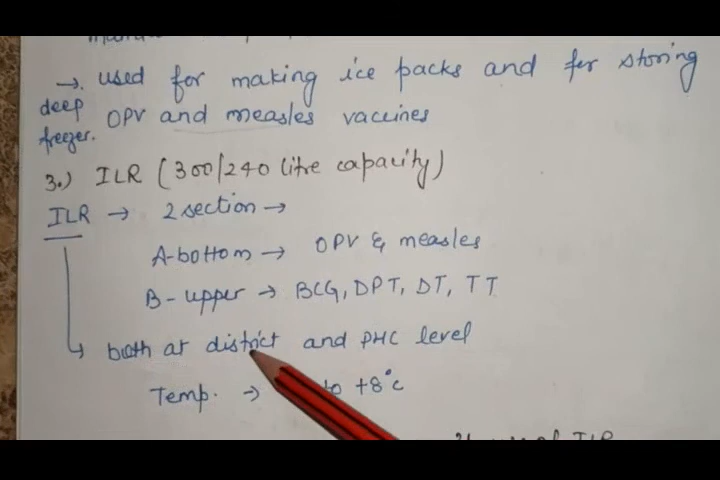 →. used for making ice packs and for storing
deep
freezer. OPV and measles vaccines
3.) ILR (300/240 litre capacity)
ILR → 2 section →
A-bottom → OPV & measles
B-upper → BCG, DPT, DT, TT
both at district and PHC level
Temp. → to +8°c
ILR